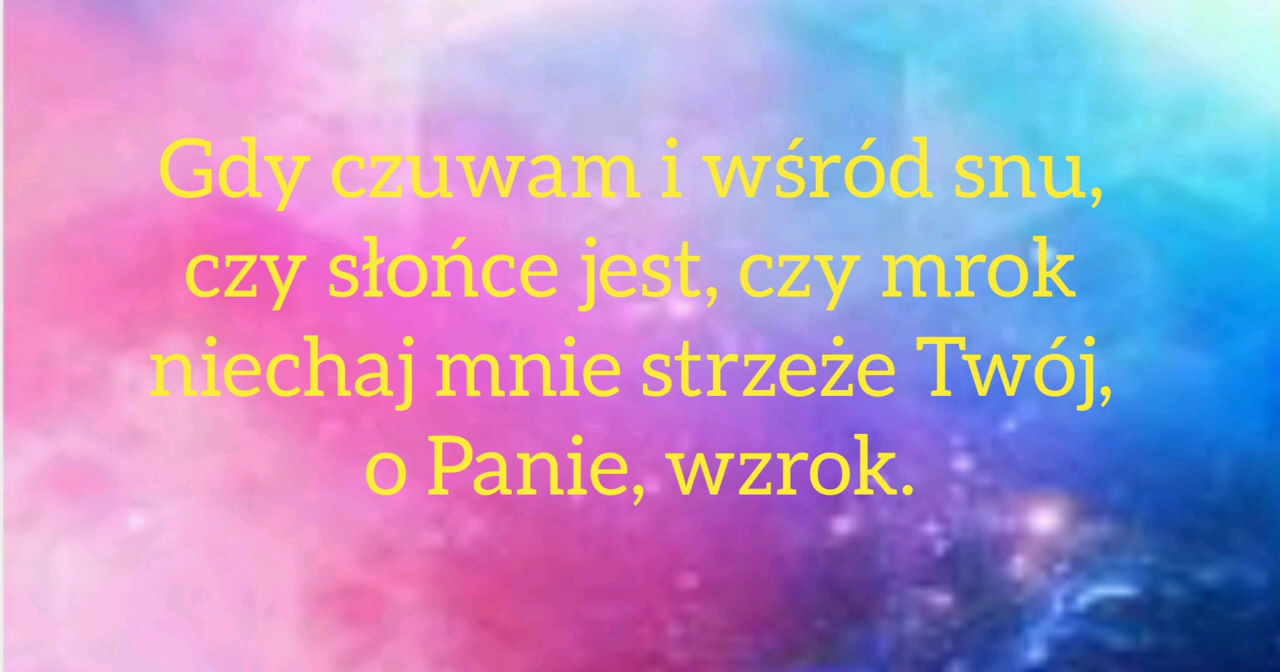 Gdy czuwam i wśród snu,
czy słońce jest, czy mrok
niechaj mnie strzeże Twój,
o Panie, wzrok.